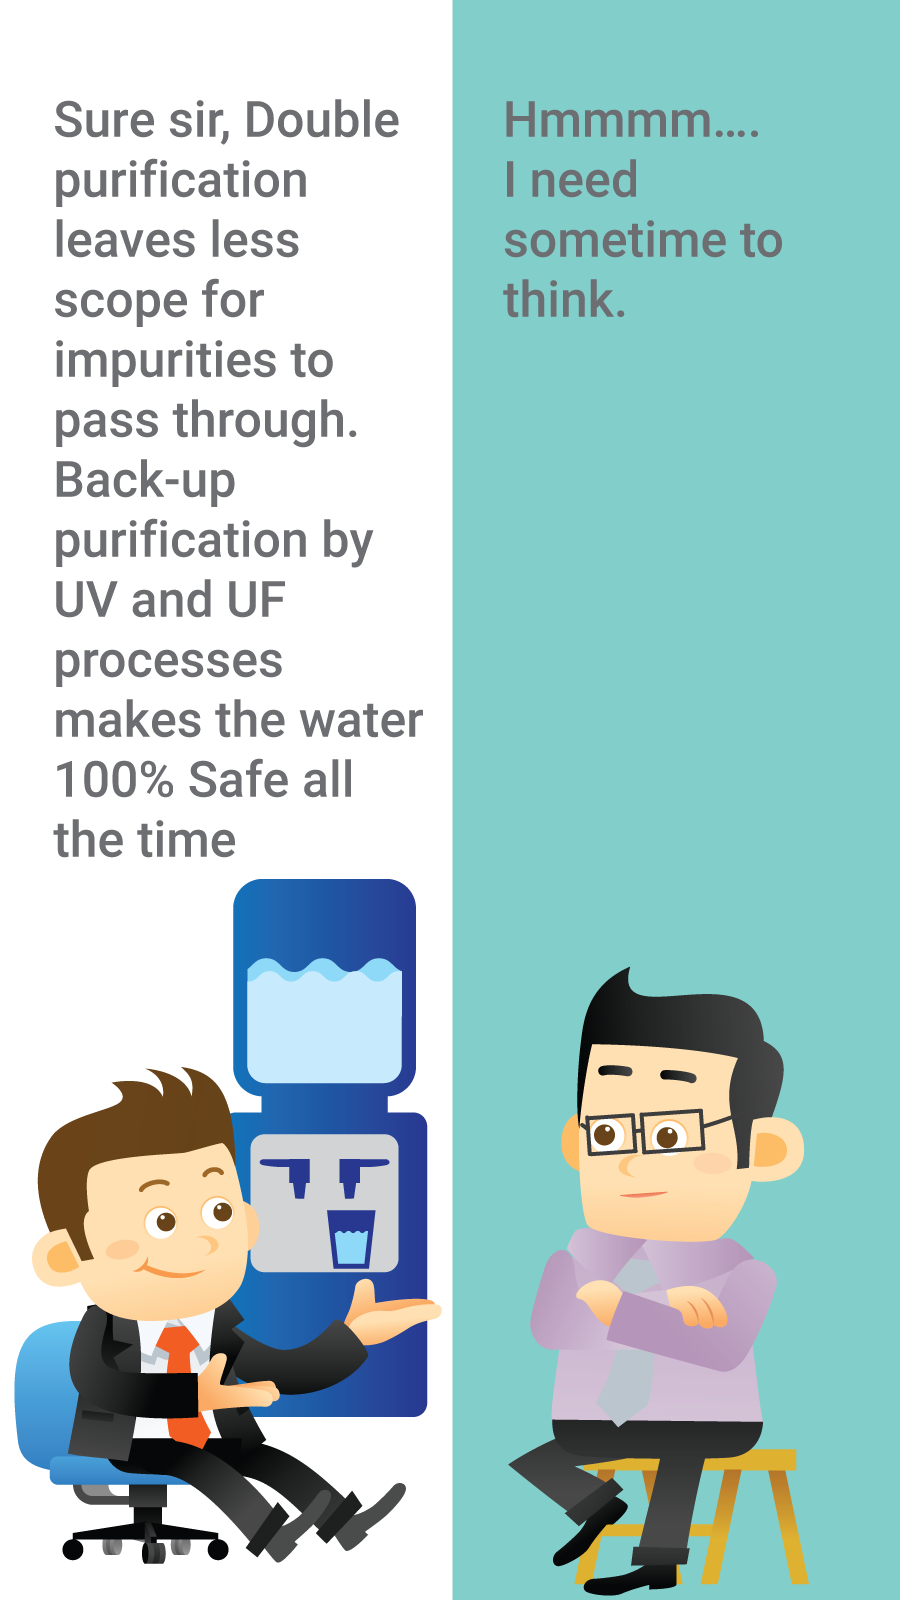 Sure sir, Double
purification
leaves less
scope for
impurities to
pass through.
Back-up
purification by
UV and UF
processes
makes the water
100% Safe all
the time
Hmmmm....
I need
sometime to
think.